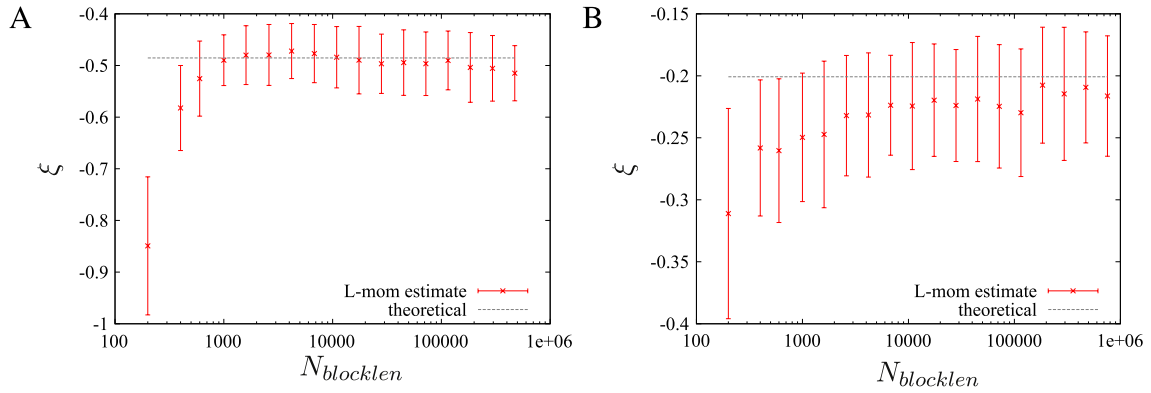 A
-0.4
-0.5
-0.6
-0.7
-0.8
-0.9
-1
ξ
100
1000
10000
100000
1e+06
N_blocklen
L-mom estimate
theoretical
B
-0.15
-0.2
-0.25
-0.3
-0.35
-0.4
ξ
100
1000
10000
100000
1e+06
N_blocklen
L-mom estimate
theoretical